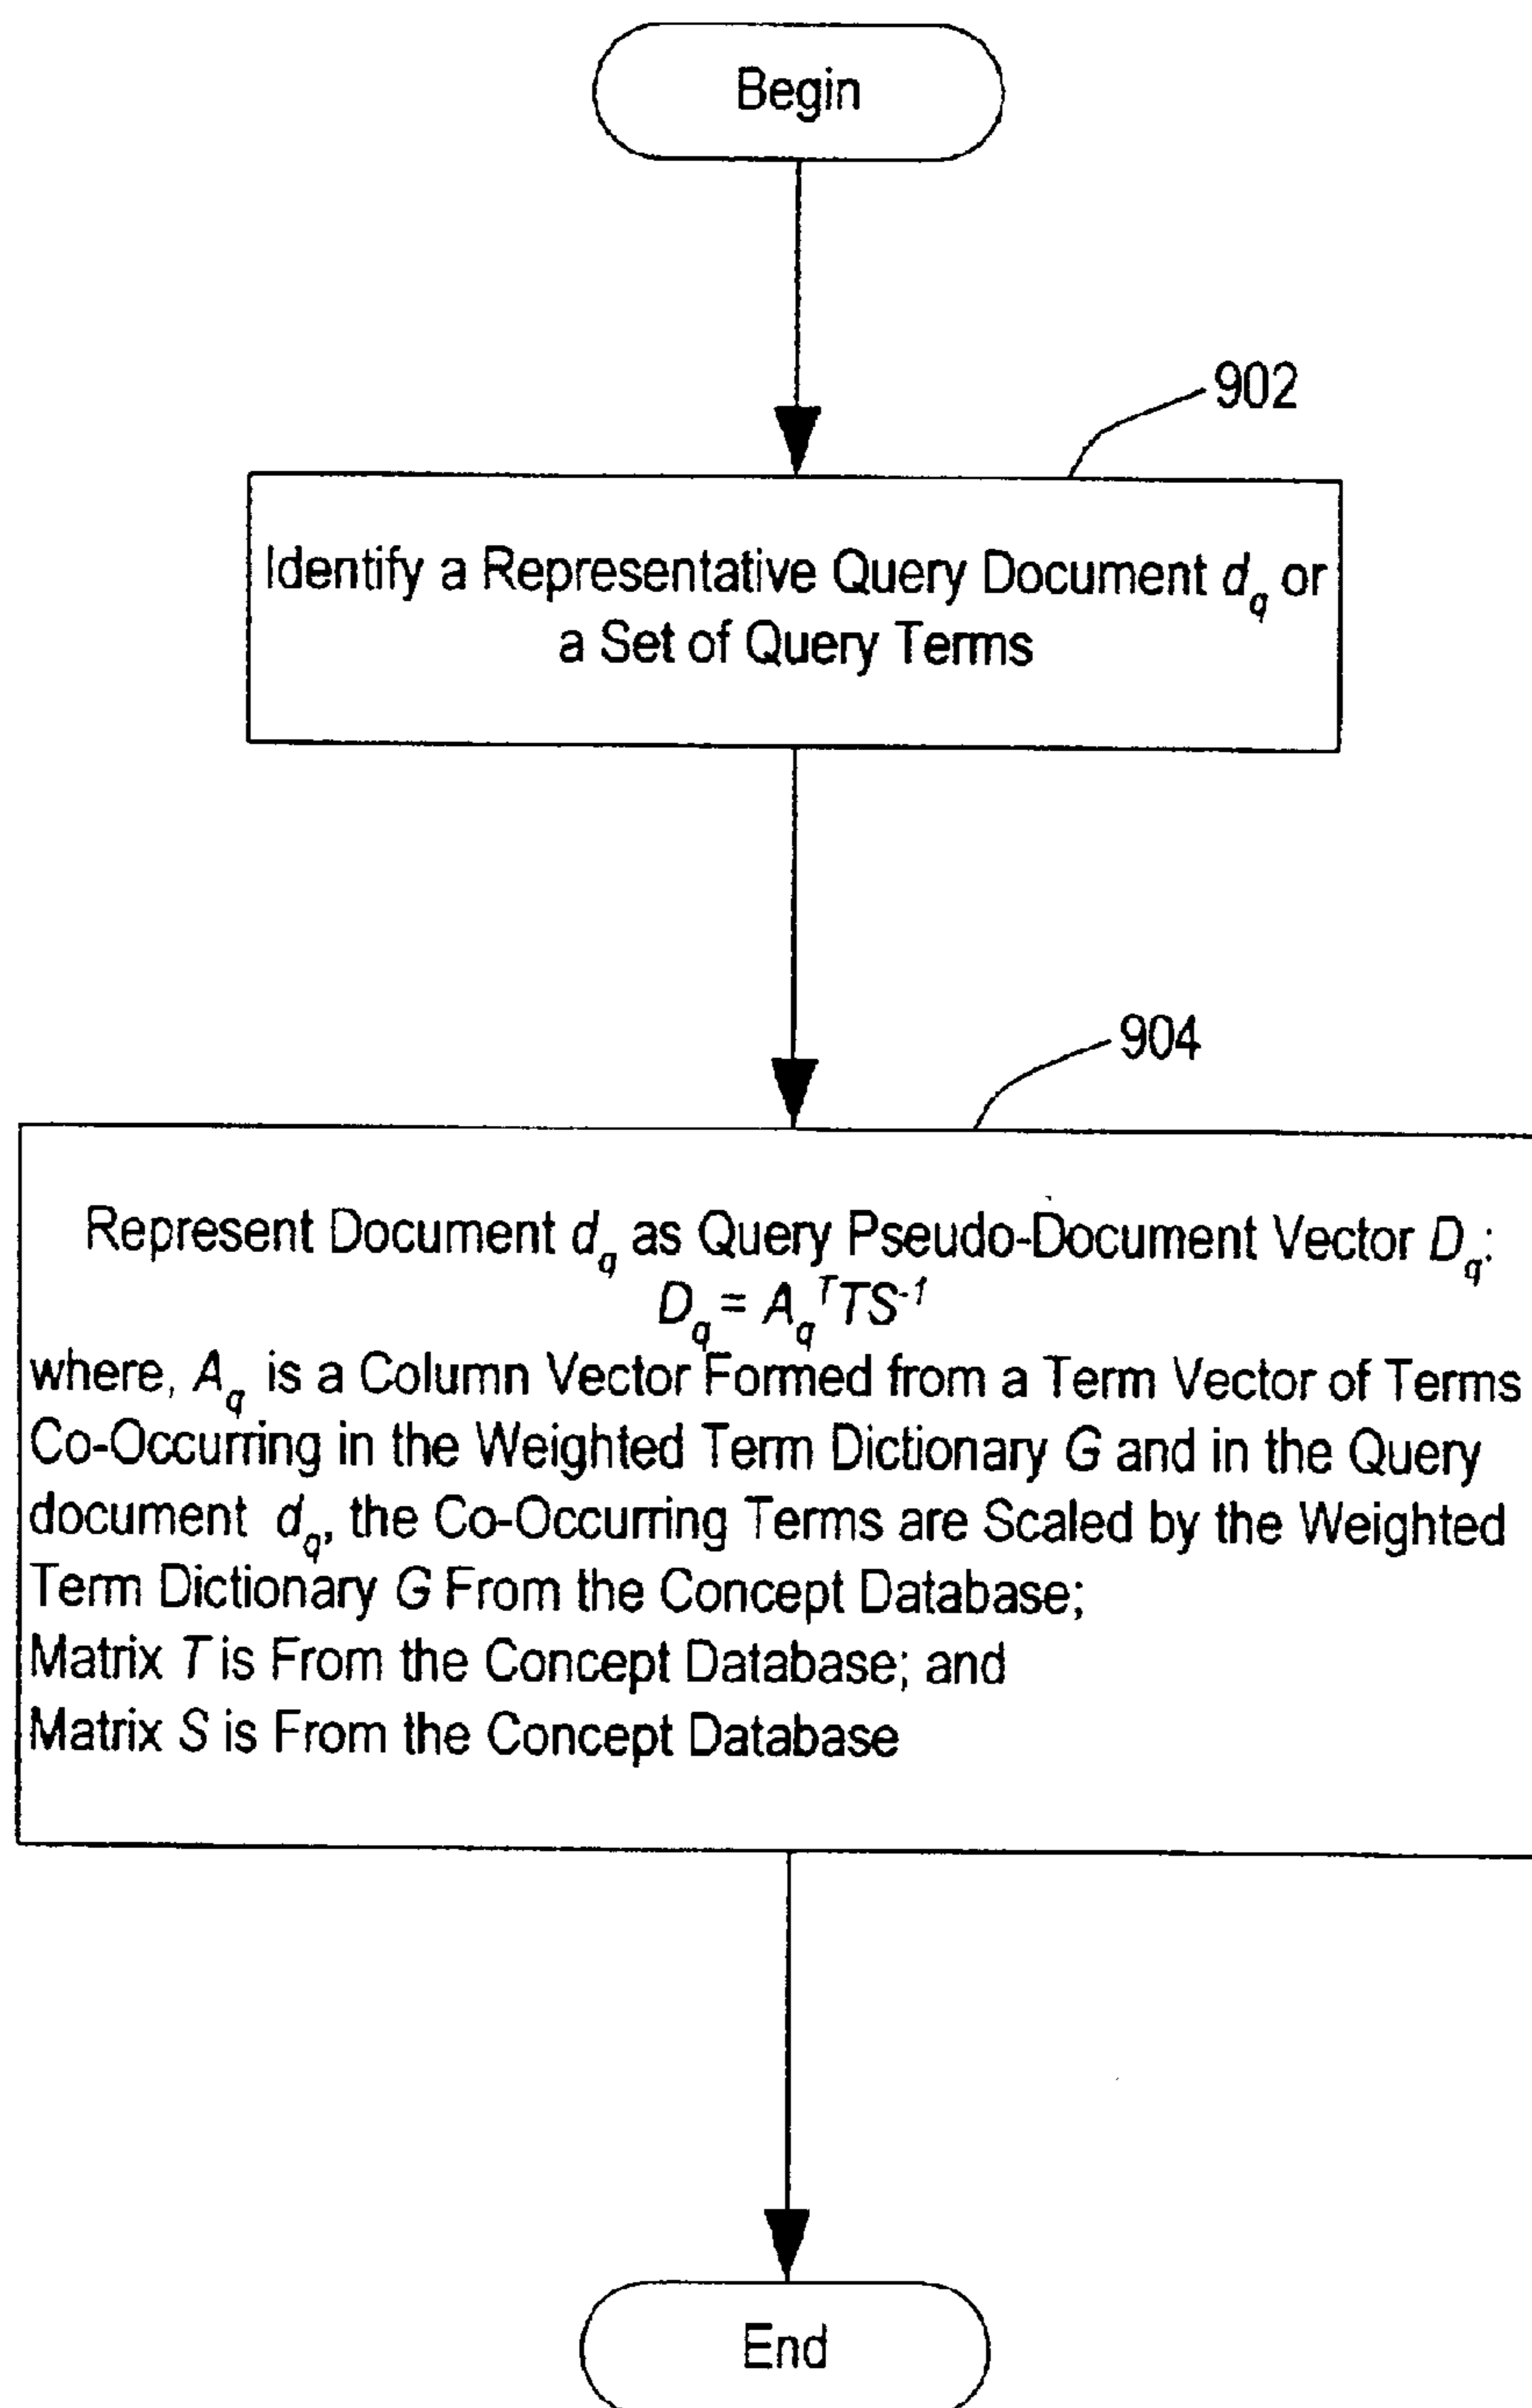 Begin
902
Identify a Representative Query Document d_q or
a Set of Query Terms
904
Represent Document d_q as Query Pseudo-Document Vector D_q:
D_q = A_q^T TS^-1
where, A_q is a Column Vector Formed from a Term Vector of Terms
Co-Occurring in the Weighted Term Dictionary G and in the Query
document d_q, the Co-Occurring Terms are Scaled by the Weighted
Term Dictionary G From the Concept Database;
Matrix T is From the Concept Database; and
Matrix S is From the Concept Database
End